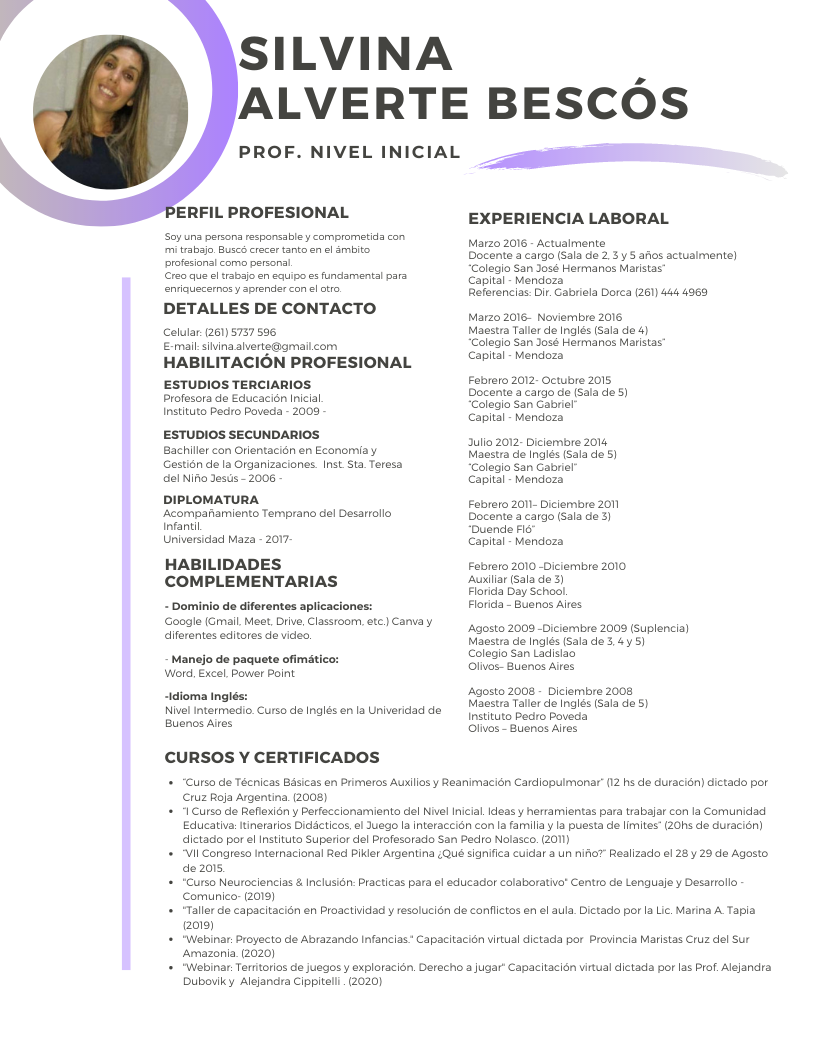 SILVINA
ALVERTE BESCÓS
PROF. NIVEL INICIAL
PERFIL PROFESIONAL
Soy una persona responsable y comprometida con
mi trabajo. Buscó crecer tanto en el ámbito
profesional como personal.
Creo que el trabajo en equipo es fundamental para
enriquecernos y aprender con el otro.
DETALLES DE CONTACTO
Celular: (261) 5737 596
E-mail: silvina.alverte@gmail.com
HABILITACIÓN PROFESIONAL
ESTUDIOS TERCIARIOS
Profesora de Educación Inicial.
Instituto Pedro Poveda - 2009 -
ESTUDIOS SECUNDARIOS
Bachiller con Orientación en Economía y
Gestión de la Organizaciones.  Inst. Sta. Teresa
del Niño Jesús – 2006 -
DIPLOMATURA
Acompañamiento Temprano del Desarrollo
Infantil.
Universidad Maza - 2017-
HABILIDADES
COMPLEMENTARIAS
- Dominio de diferentes aplicaciones:
Google (Gmail, Meet, Drive, Classroom, etc.) Canva y
diferentes editores de video.
- Manejo de paquete ofimático:
Word, Excel, Power Point
-Idioma Inglés:
Nivel Intermedio. Curso de Inglés en la Univeridad de
Buenos Aires
EXPERIENCIA LABORAL
Marzo 2016 - Actualmente
Docente a cargo (Sala de 2, 3 y 5 años actualmente)
"Colegio San José Hermanos Maristas"
Capital - Mendoza
Referencias: Dir. Gabriela Dorca (261) 444 4969
Marzo 2016–  Noviembre 2016
Maestra Taller de Inglés (Sala de 4)
"Colegio San José Hermanos Maristas"
Capital - Mendoza
Febrero 2012- Octubre 2015
Docente a cargo de (Sala de 5)
"Colegio San Gabriel"
Capital - Mendoza
Julio 2012- Diciembre 2014
Maestra de Inglés (Sala de 5)
"Colegio San Gabriel"
Capital - Mendoza
Febrero 2011– Diciembre 2011
Docente a cargo (Sala de 3)
"Duende Fló"
Capital - Mendoza
Febrero 2010 –Diciembre 2010
Auxiliar (Sala de 3)
Florida Day School.
Florida – Buenos Aires
Agosto 2009 –Diciembre 2009 (Suplencia)
Maestra de Inglés (Sala de 3, 4 y 5)
Colegio San Ladislao
Olivos– Buenos Aires
Agosto 2008 -  Diciembre 2008
Maestra Taller de Inglés (Sala de 5)
Instituto Pedro Poveda
Olivos – Buenos Aires
CURSOS Y CERTIFICADOS
• "Curso de Técnicas Básicas en Primeros Auxilios y Reanimación Cardiopulmonar" (12 hs de duración) dictado por
Cruz Roja Argentina. (2008)
• "I Curso de Reflexión y Perfeccionamiento del Nivel Inicial. Ideas y herramientas para trabajar con la Comunidad
Educativa: Itinerarios Didácticos, el Juego la interacción con la familia y la puesta de límites" (20hs de duración)
dictado por el Instituto Superior del Profesorado San Pedro Nolasco. (2011)
• "VII Congreso Internacional Red Pikler Argentina ¿Qué significa cuidar a un niño?" Realizado el 28 y 29 de Agosto
de 2015.
• "Curso Neurociencias & Inclusión: Practicas para el educador colaborativo" Centro de Lenguaje y Desarrollo -
Comunico- (2019)
• "Taller de capacitación en Proactividad y resolución de conflictos en el aula. Dictado por la Lic. Marina A. Tapia
(2019)
• "Webinar: Proyecto de Abrazando Infancias." Capacitación virtual dictada por  Provincia Maristas Cruz del Sur
Amazonia. (2020)
• "Webinar: Territorios de juegos y exploración. Derecho a jugar" Capacitación virtual dictada por las Prof. Alejandra
Dubovik y  Alejandra Cippitelli . (2020)